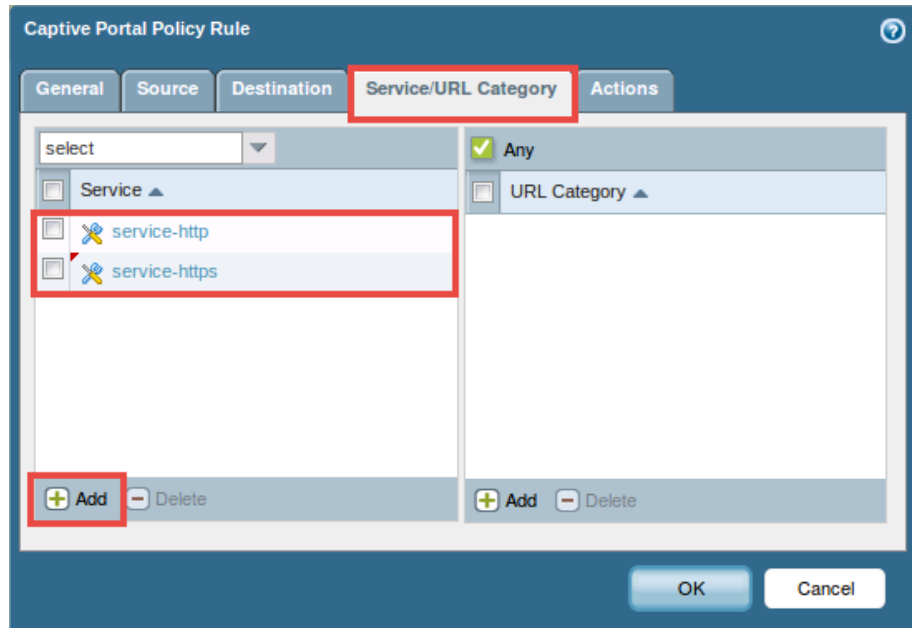 Captive Portal Policy Rule
General Source Destination Service/URL Category Actions
select
Any
Service
URL Category
service-http
service-https
Add Delete
Add Delete
OK Cancel